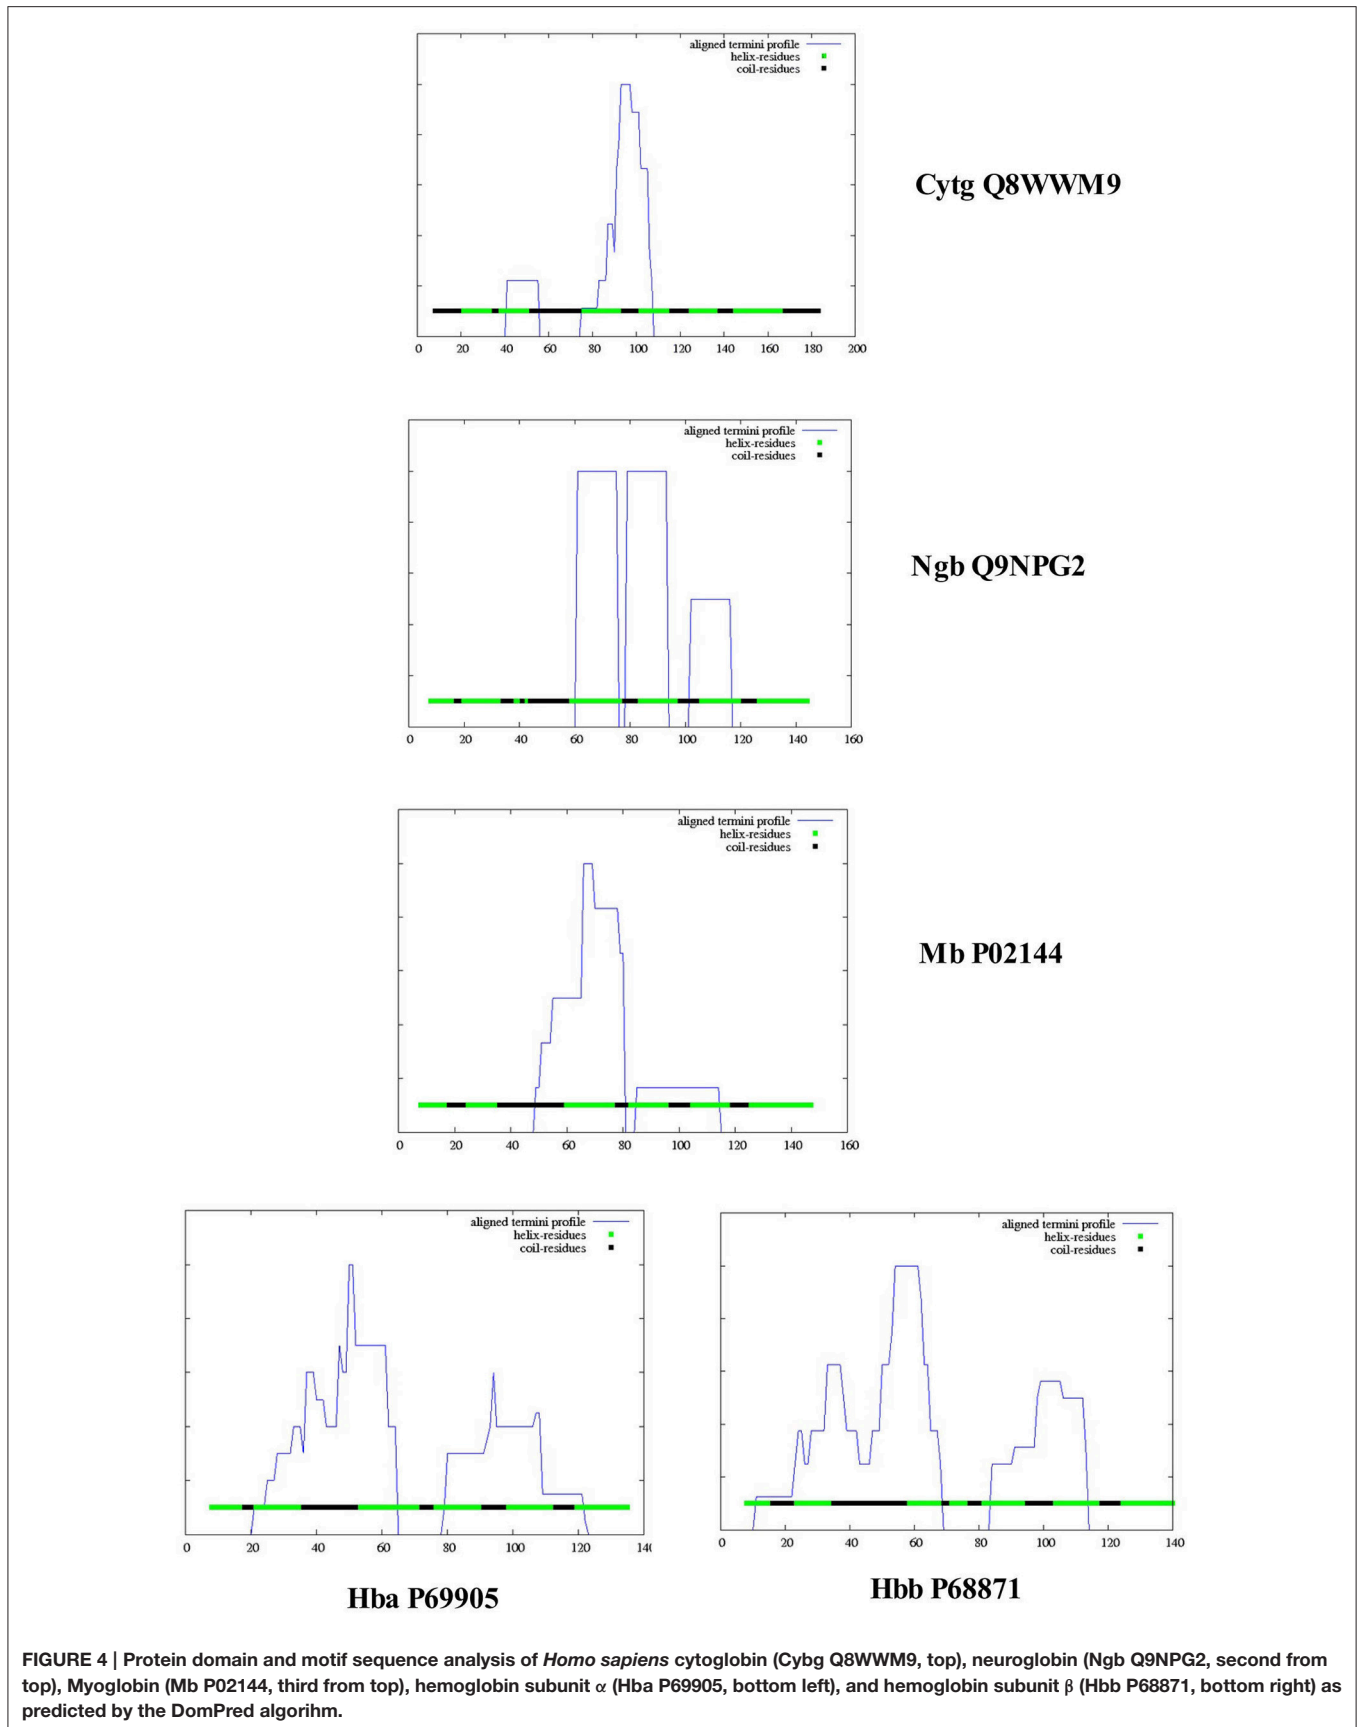 aligned termini profile
helix-residues
coil-residues
0 20 40 60 80 100 120 140 160 180 200
Cytg Q8WWM9
aligned termini profile
helix-residues
coil-residues
0 20 40 60 80 100 120 140 160
Ngb Q9NPG2
aligned termini profile
helix-residues
coil-residues
0 20 40 60 80 100 120 140 160
Mb P02144
aligned termini profile
helix-residues
coil-residues
0 20 40 60 80 100 120 140
Hba P69905
aligned termini profile
helix-residues
coil-residues
0 20 40 60 80 100 120 140
Hbb P68871
FIGURE 4 | Protein domain and motif sequence analysis of Homo sapiens cytoglobin (Cybg Q8WWM9, top), neuroglobin (Ngb Q9NPG2, second from
top), Myoglobin (Mb P02144, third from top), hemoglobin subunit α (Hba P69905, bottom left), and hemoglobin subunit β (Hbb P68871, bottom right) as
predicted by the DomPred algorihm.